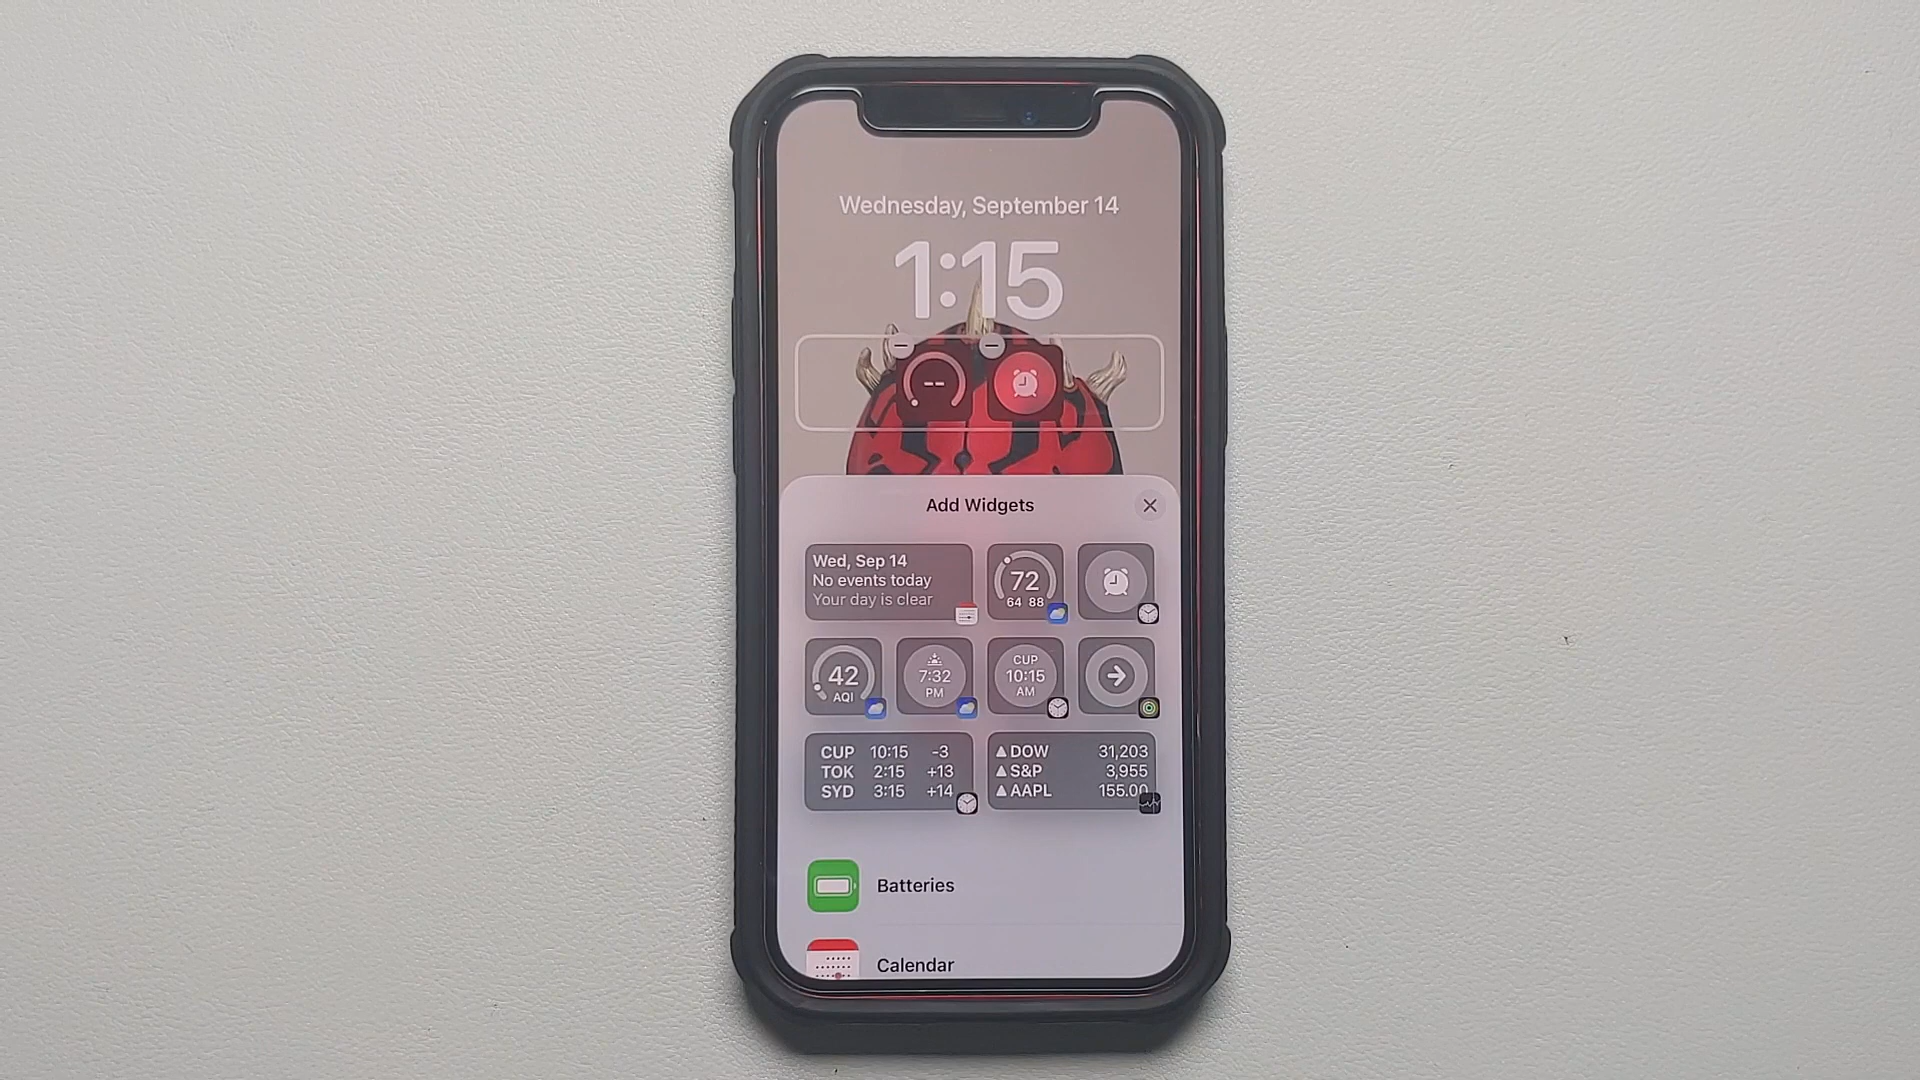 Wednesday, September 14
1:15
--
Add Widgets
Wed, Sep 14
No events today
Your day is clear
72
64 88
42
AQI
7:32
PM
CUP
10:15
AM
CUP 10:15 -3
TOK 2:15 +13
SYD 3:15 +14
▲ DOW 31,203
▲ S&P 3,955
▲ AAPL 155.00
Batteries
Calendar